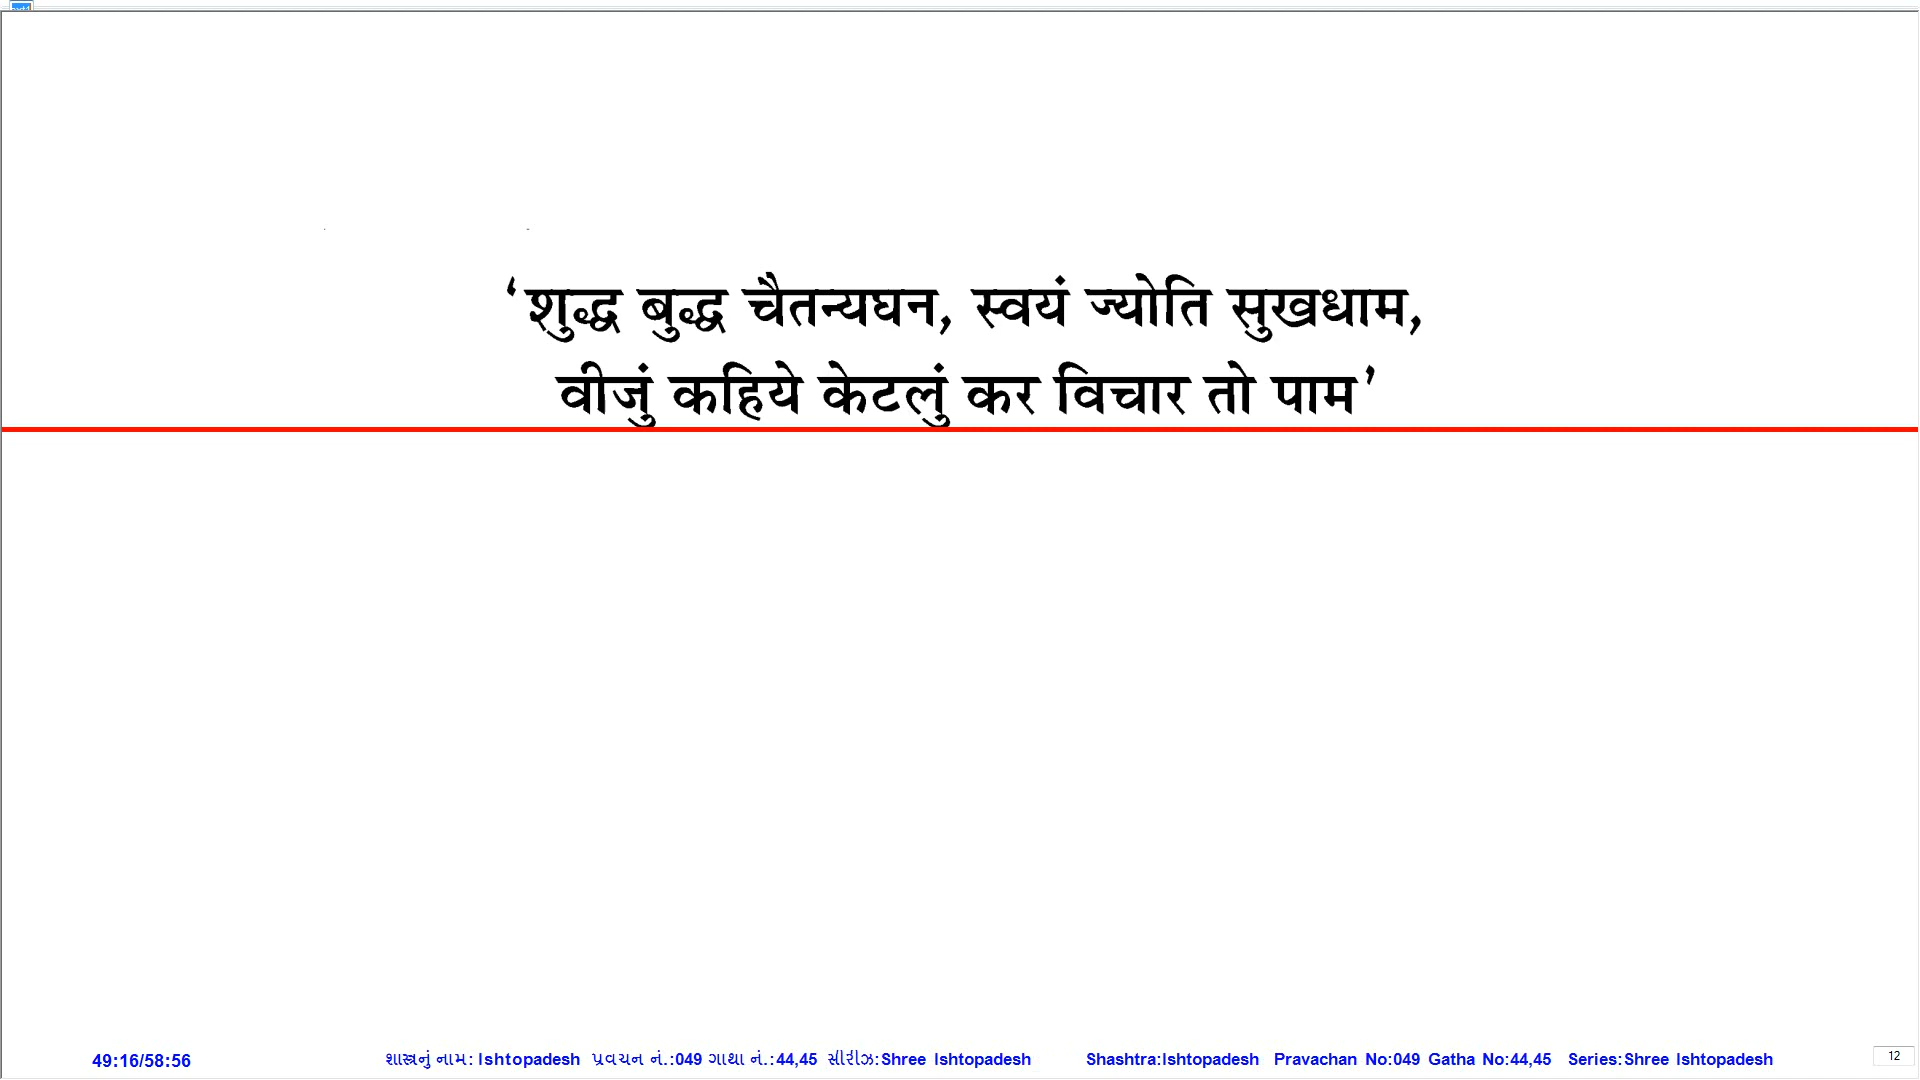 ‘शुद्ध बुद्ध चैतन्यघन, स्वयं ज्योति सुखधाम,
वीजुं कहिये केटलुं कर विचार तो पाम’
49:16/58:56 શાસ્ત્રનું નામ: Ishtopadesh પ્રવચન નં.:049 ગાથા નં.:44,45 સીરીઝ:Shree Ishtopadesh Shashtra:Ishtopadesh Pravachan No:049 Gatha No:44,45 Series:Shree Ishtopadesh 12